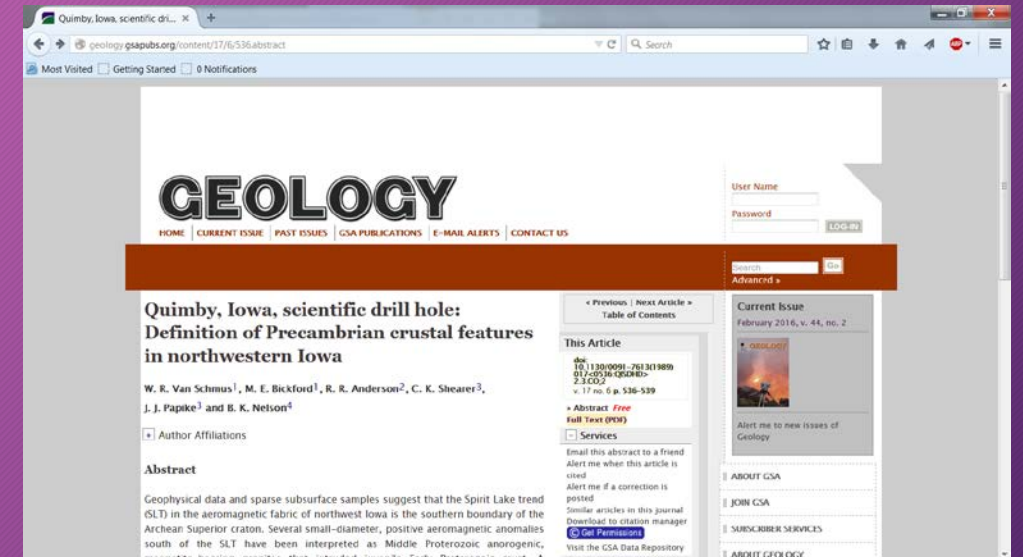 Quimby, Iowa, scientific dri... × +
geology.gsapubs.org/content/17/6/536.abstract
Search
ABP
Most Visited Getting Started 0 Notifications
GEOLOGY
HOME CURRENT ISSUE PAST ISSUES GSA PUBLICATIONS E-MAIL ALERTS CONTACT US
User Name
Password
LOG-IN
Search Go
Advanced »
Quimby, Iowa, scientific drill hole:
Definition of Precambrian crustal features
in northwestern Iowa
W. R. Van Schmus1, M. E. Bickford1, R. R. Anderson2, C. K. Shearer3,
J. J. Papike3 and B. K. Nelson4
+ Author Affiliations
Abstract
Geophysical data and sparse subsurface samples suggest that the Spirit Lake trend
(SLT) in the aeromagnetic fabric of northwest Iowa is the southern boundary of the
Archean Superior craton. Several small-diameter, positive aeromagnetic anomalies
south of the SLT have been interpreted as Middle Proterozoic anorogenic,
« Previous | Next Article »
Table of Contents
This Article
doi:
10.1130/0091-7613(1989)
017<0536:QISDHD>
2.3.CO;2
v. 17 no. 6 p. 536-539
» Abstract Free
Full Text (PDF)
- Services
Email this abstract to a friend
Alert me when this article is
cited
Alert me if a correction is
posted
Similar articles in this journal
Download to citation manager
© Get Permissions
Visit the GSA Data Repository
Current Issue
February 2016, v. 44, no. 2
GEOLOGY
Alert me to new issues of
Geology
ABOUT GSA
JOIN GSA
SUBSCRIBER SERVICES
ABOUT GEOLOGY